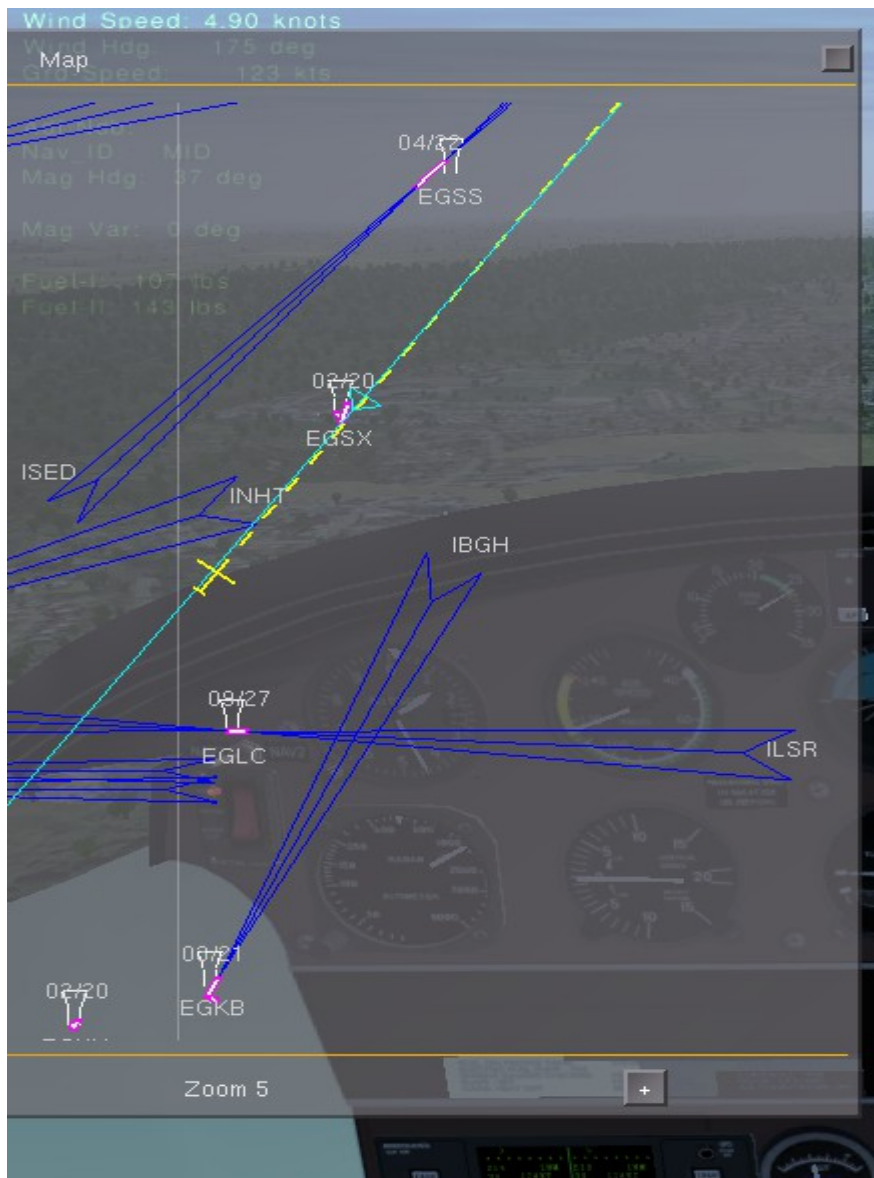 Wind Speed: 4.90 knots
Wind Hdg: 175 deg
Grd Speed: 123 kts
Map
Nav_ID MID
Mag Hdg: 37 deg
Mag Var: 0 deg
Fuel-l: 107 lbs
Fuel-ll: 143 lbs
04/22
EGSS
02/20
EGSX
ISED
INHT
IBGH
09/27
EGLC
ILSR
03/21
EGKB
02/20
Zoom 5
+